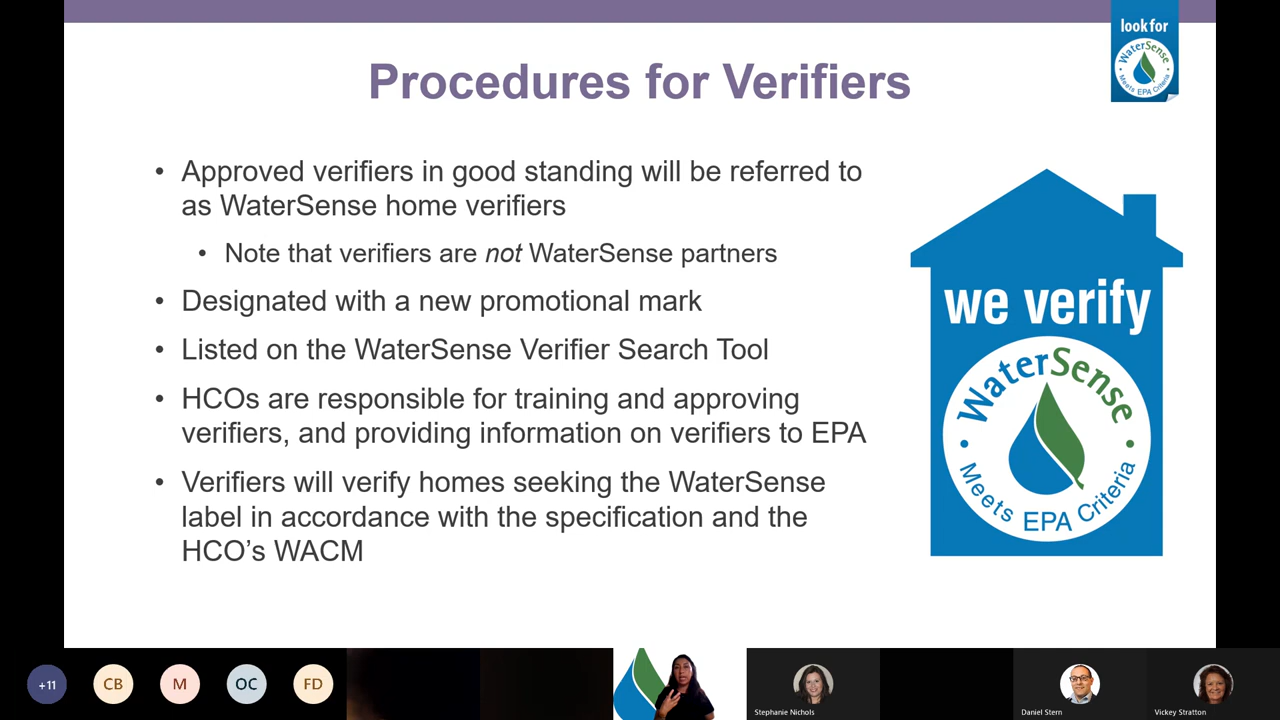 look for
WaterSense
Meets EPA Criteria
Procedures for Verifiers
• Approved verifiers in good standing will be referred to
as WaterSense home verifiers
• Note that verifiers are not WaterSense partners
• Designated with a new promotional mark
• Listed on the WaterSense Verifier Search Tool
• HCOs are responsible for training and approving
verifiers, and providing information on verifiers to EPA
• Verifiers will verify homes seeking the WaterSense
label in accordance with the specification and the
HCO’s WACM
we verify
WaterSense
Meets EPA Criteria
+11
CB
M
OC
FD
Stephanie Nichols
Daniel Stern
Vickey Stratton